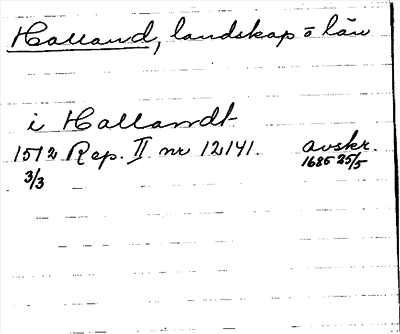 Halland, landskap o län
i Hallandt
1512 Rep. II nr 12141. avskr.
3/3 1685 25/5